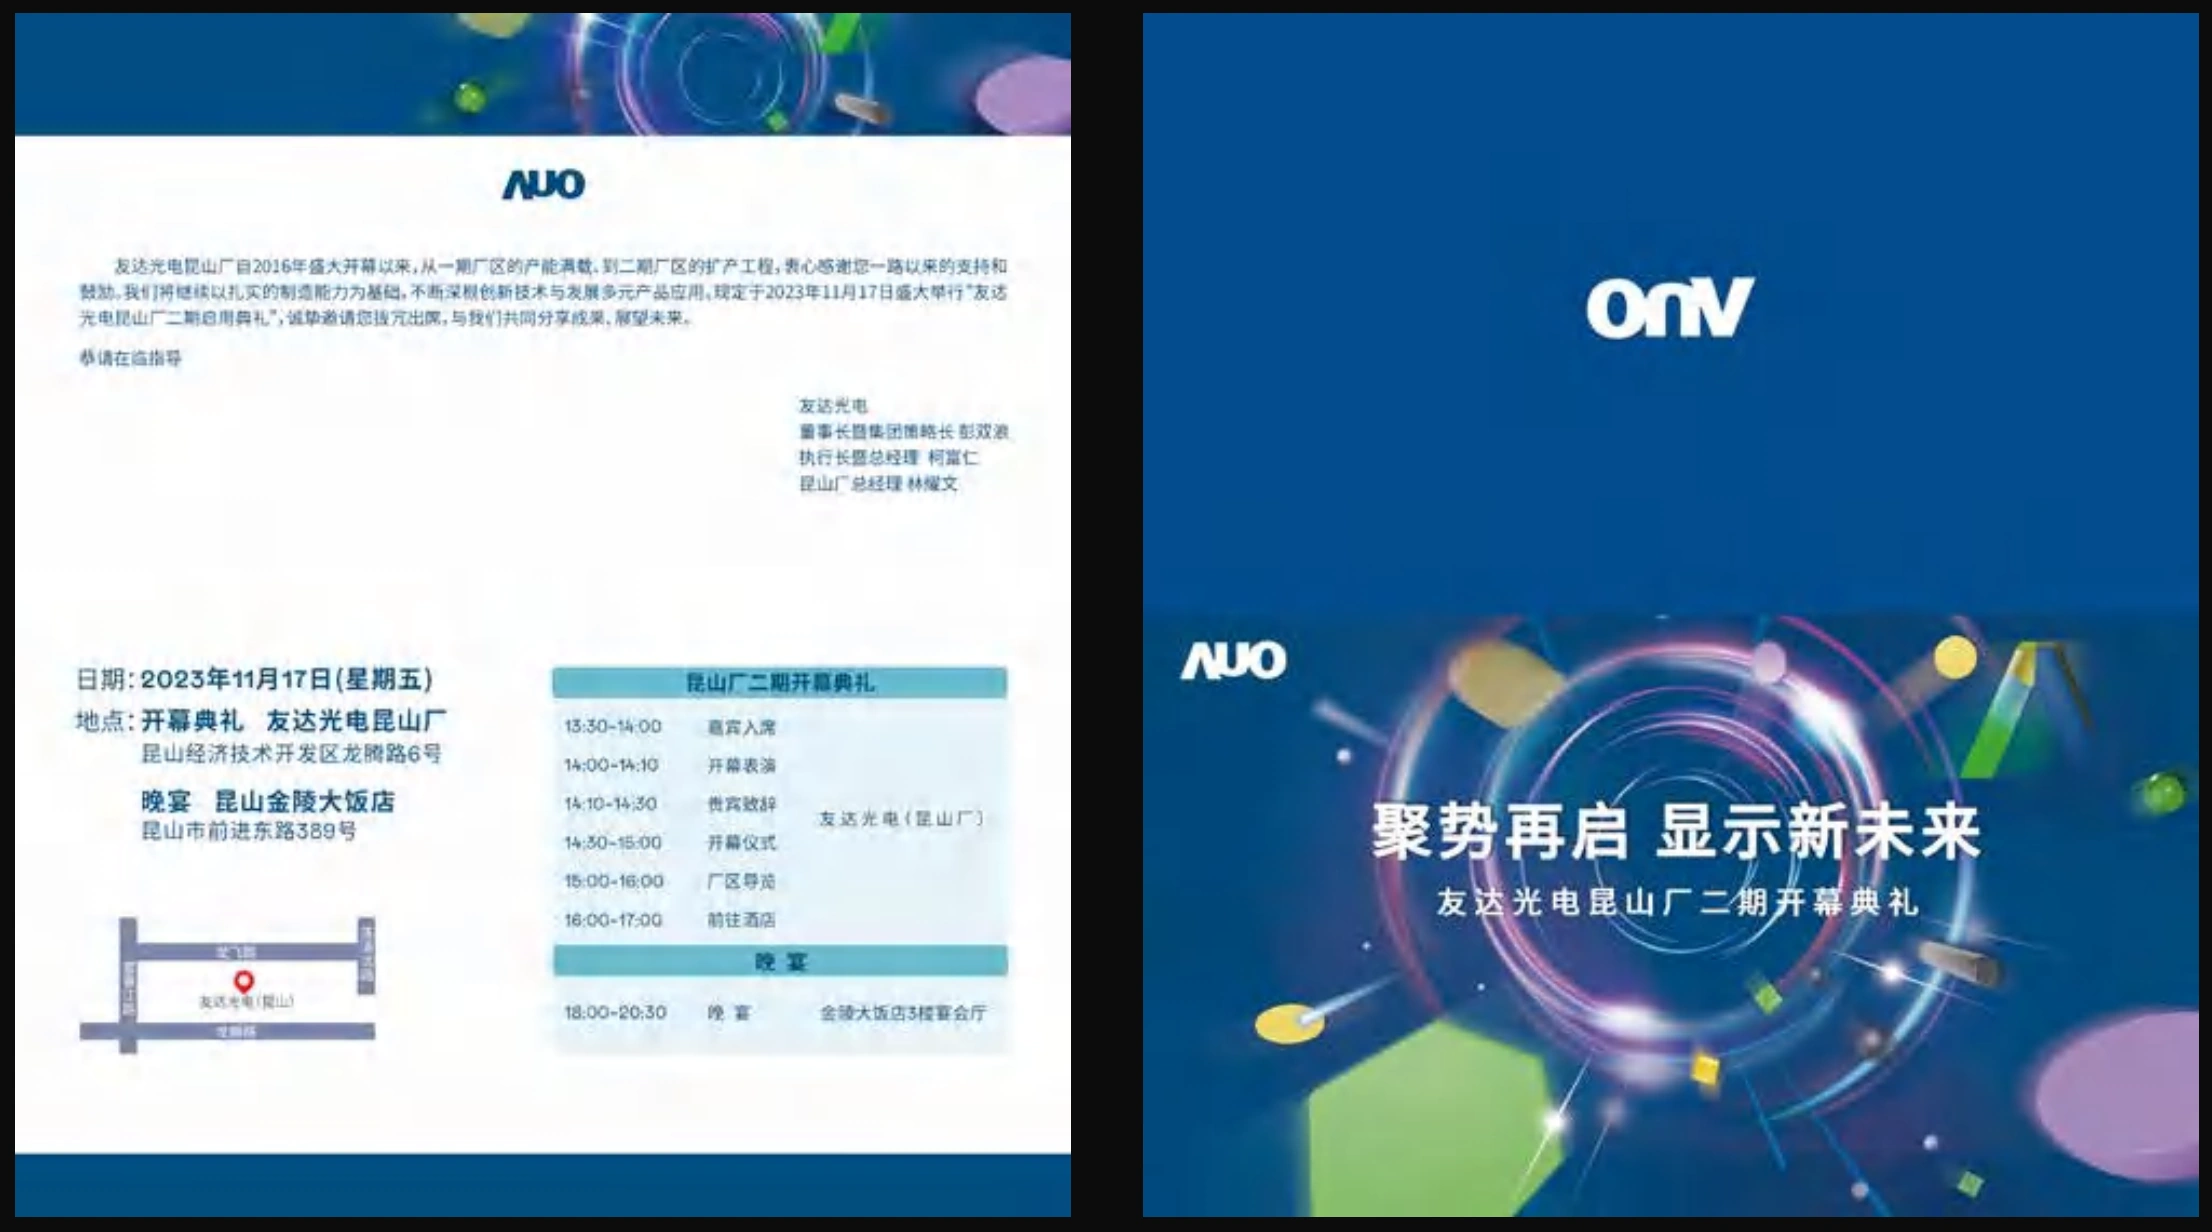 AUO
友达光电昆山厂自2016年盛大开幕以来,从一期厂区的产能满载、到二期厂区的扩产工程,衷心感谢您一路以来的支持和
鼓励。我们将继续以扎实的制造能力为基础,不断深根创新技术与发展多元产品应用。现定于2023年11月17日盛大举行“友达
光电昆山厂二期启用典礼”,诚挚邀请您拔冗出席,与我们共同分享成果、展望未来。
恭请在临指导
友达光电
董事长暨集团策略长 彭双浪
执行长暨总经理 柯富仁
昆山厂总经理 林耀文
日期:2023年11月17日(星期五)
地点:开幕典礼 友达光电昆山厂
昆山经济技术开发区龙腾路6号
晚宴 昆山金陵大饭店
昆山市前进东路389号
龙飞路
友达光电(昆山)
龙腾路
昆山厂二期开幕典礼
13:30-14:00 嘉宾入席
14:00-14:10 开幕表演
14:10-14:30 贵宾致辞
友达光电(昆山厂)
14:30-15:00 开幕仪式
15:00-16:00 厂区导览
16:00-17:00 前往酒店
晚 宴
18:00-20:30 晚 宴 金陵大饭店3楼宴会厅
AUO
AUO
聚势再启 显示新未来
友达光电昆山厂二期开幕典礼